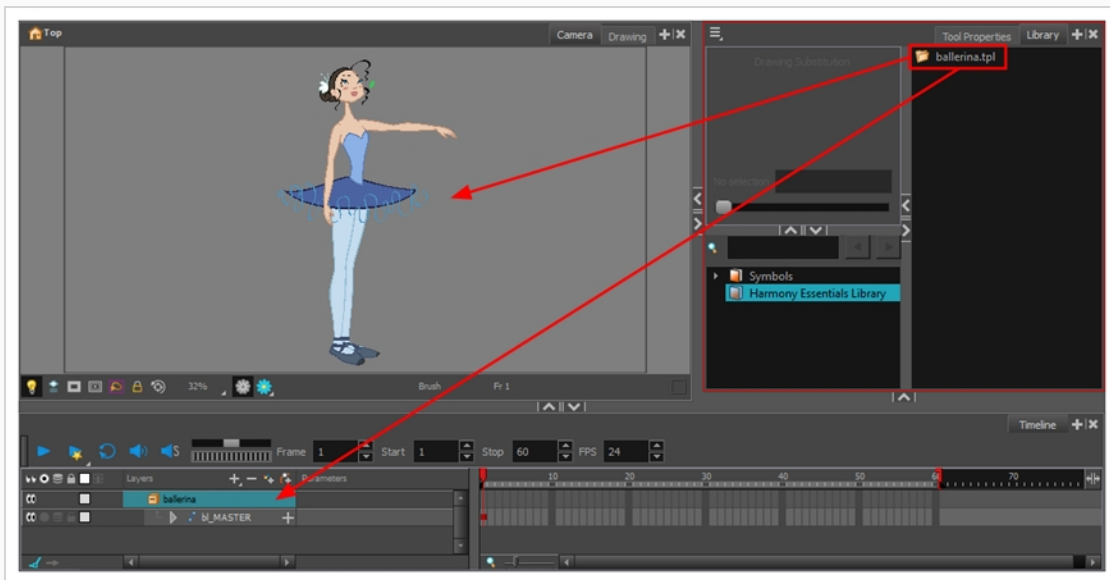 Top
Camera Drawing
Tool Properties Library
Drawing Substitution
ballerina.tpl
No selection
Symbols
Harmony Essentials Library
32% Brush Fr 1
Timeline
S Frame 1 Start 1 Stop 60 FPS 24
Layers Parameters 10 20 30 40 50 60 70
ballerina
bl_MASTER